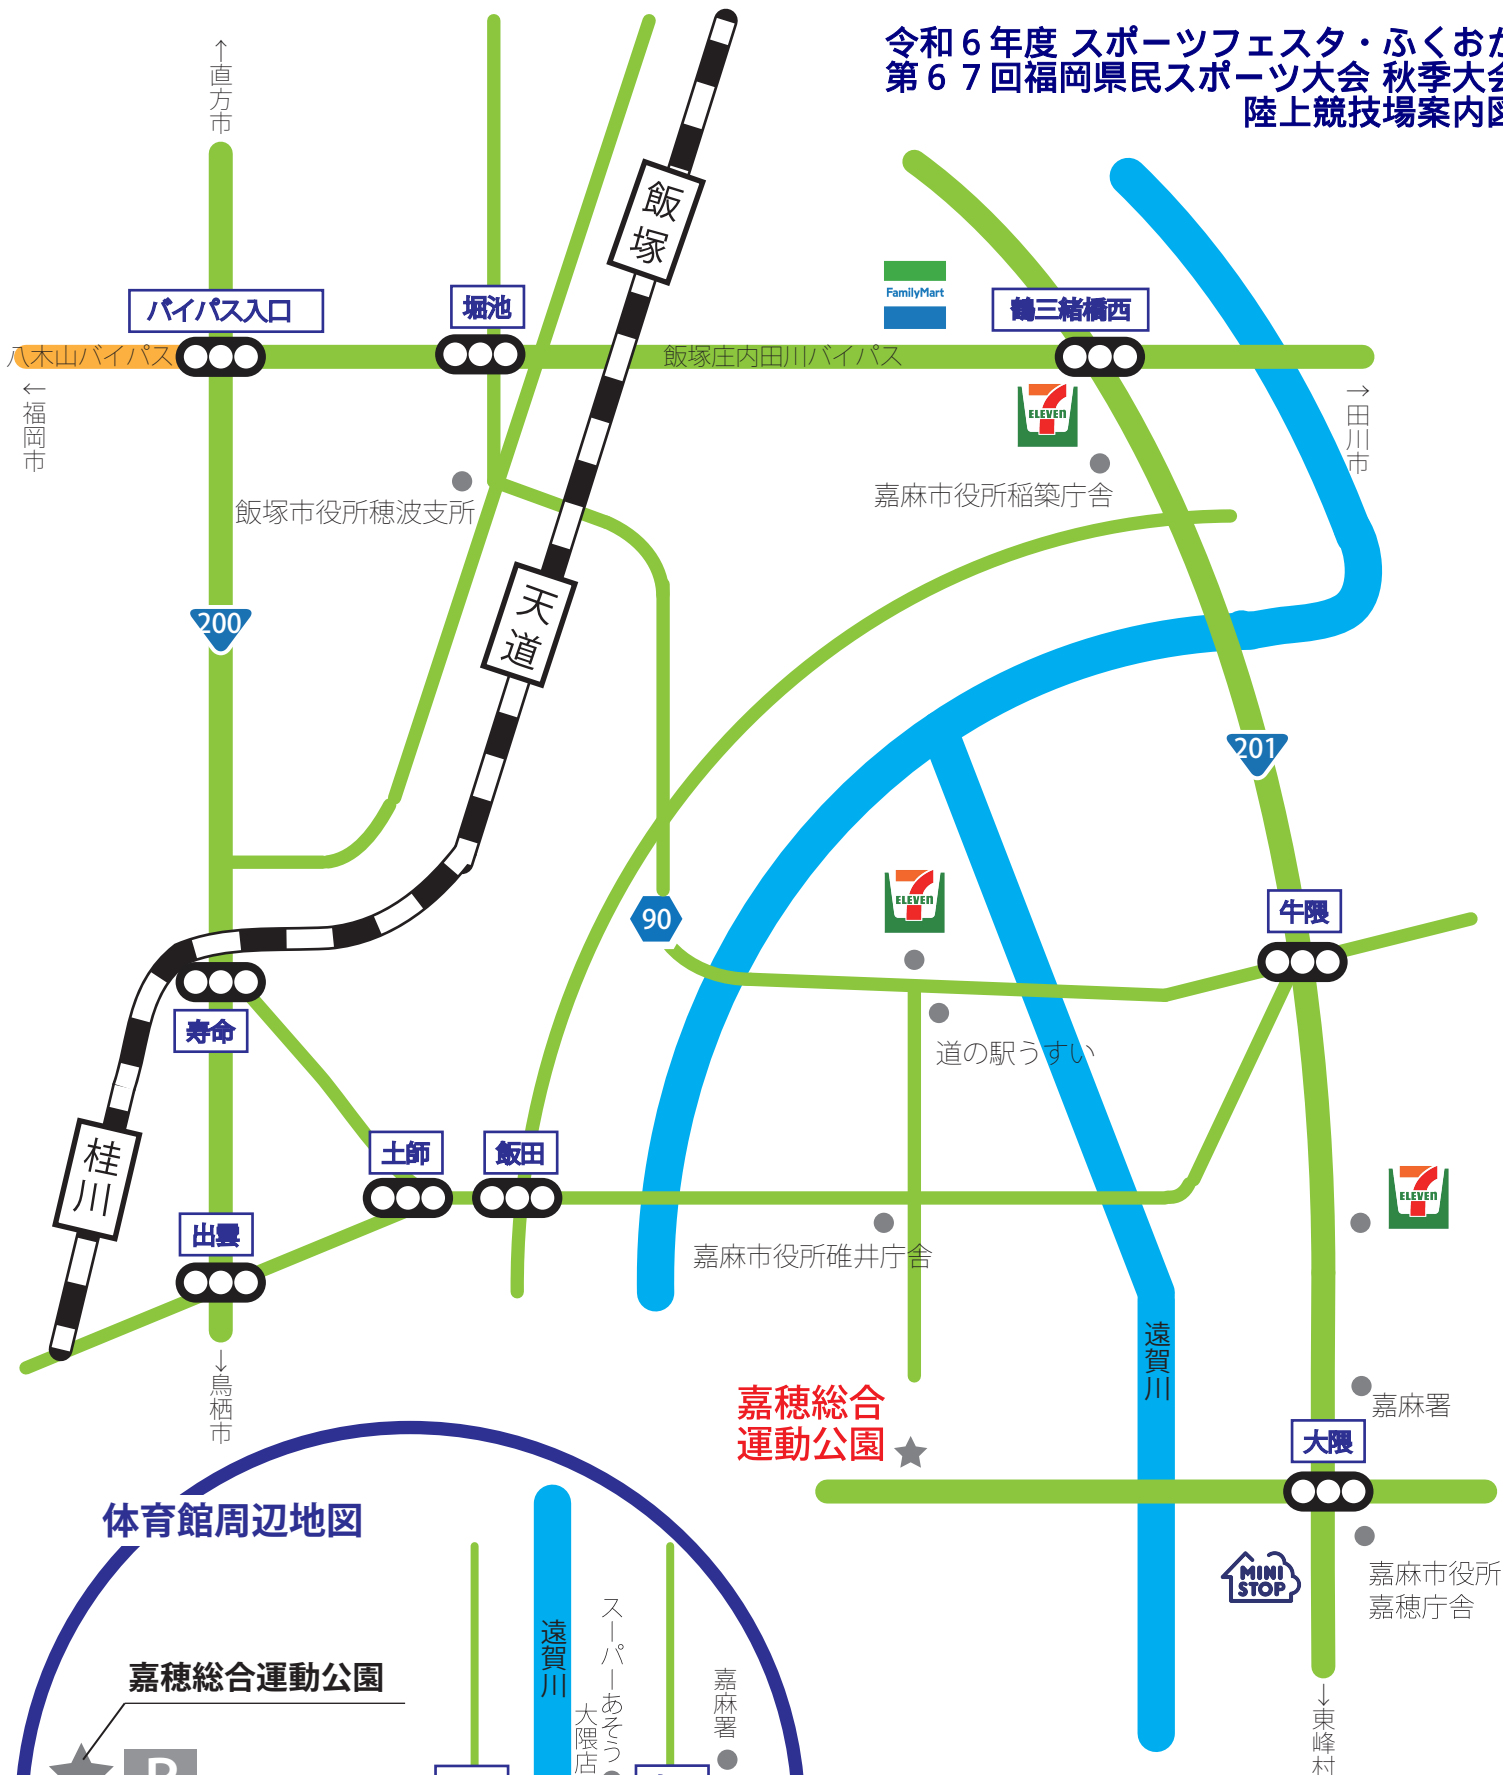 令和６年度 スポーツフェスタ・ふくおか
第６７回福岡県民スポーツ大会 秋季大会
陸上競技場案内図
↑直方市
飯塚
バイパス入口
堀池
FamilyMart
鶴三緒橋西
八木山バイパス
飯塚庄内田川バイパス
←福岡市
→田川市
7 ELEVEN
飯塚市役所穂波支所
嘉麻市役所稲築庁舎
天道
200
201
7 ELEVEN
90
牛隈
寿命
道の駅うすい
桂川
土師
飯田
7 ELEVEN
出雲
嘉麻市役所碓井庁舎
遠賀川
→鳥栖市
嘉穂総合
運動公園
嘉麻署
大隈
体育館周辺地図
MINI
STOP
嘉麻市役所
嘉穂庁舎
遠賀川
スーパーあそう
大隈店
嘉麻署
嘉穂総合運動公園
→東峰村
P